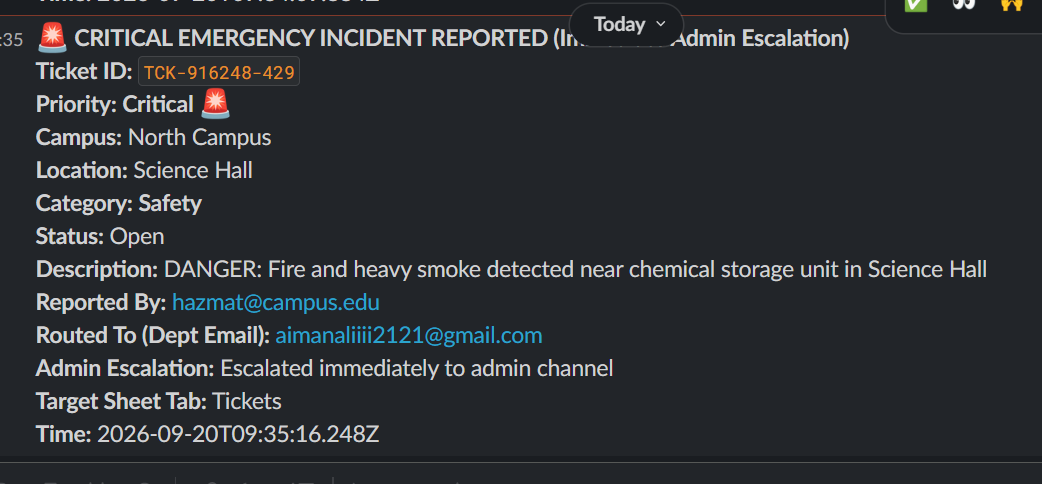 :35
🚨 CRITICAL EMERGENCY INCIDENT REPORTED Admin Escalation)
Today
Ticket ID: TCK-916248-429
Priority: Critical 🚨
Campus: North Campus
Location: Science Hall
Category: Safety
Status: Open
Description: DANGER: Fire and heavy smoke detected near chemical storage unit in Science Hall
Reported By: hazmat@campus.edu
Routed To (Dept Email): aimanaliiii2121@gmail.com
Admin Escalation: Escalated immediately to admin channel
Target Sheet Tab: Tickets
Time: 2026-09-20T09:35:16.248Z